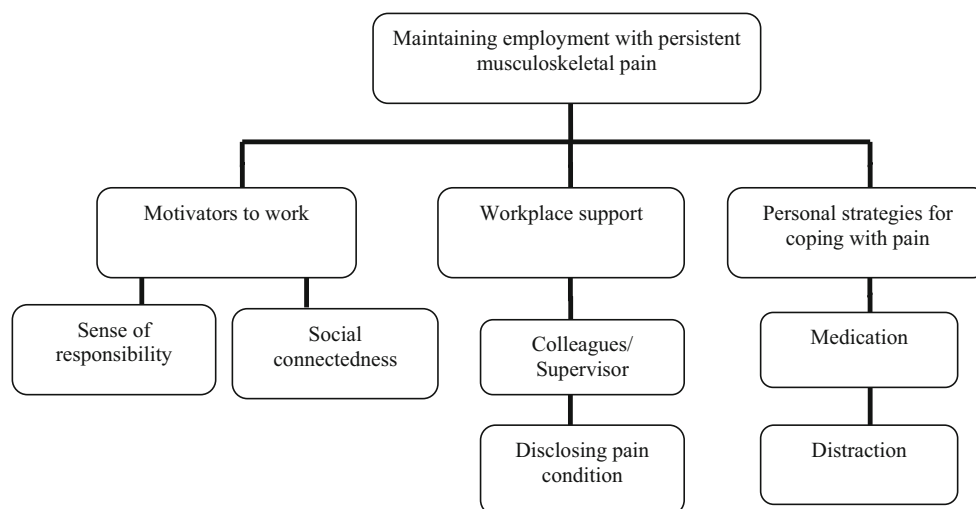 Maintaining employment with persistent
musculoskeletal pain
Motivators to work
Workplace support
Personal strategies for
coping with pain
Sense of
responsibility
Social
connectedness
Colleagues/
Supervisor
Medication
Disclosing pain
condition
Distraction